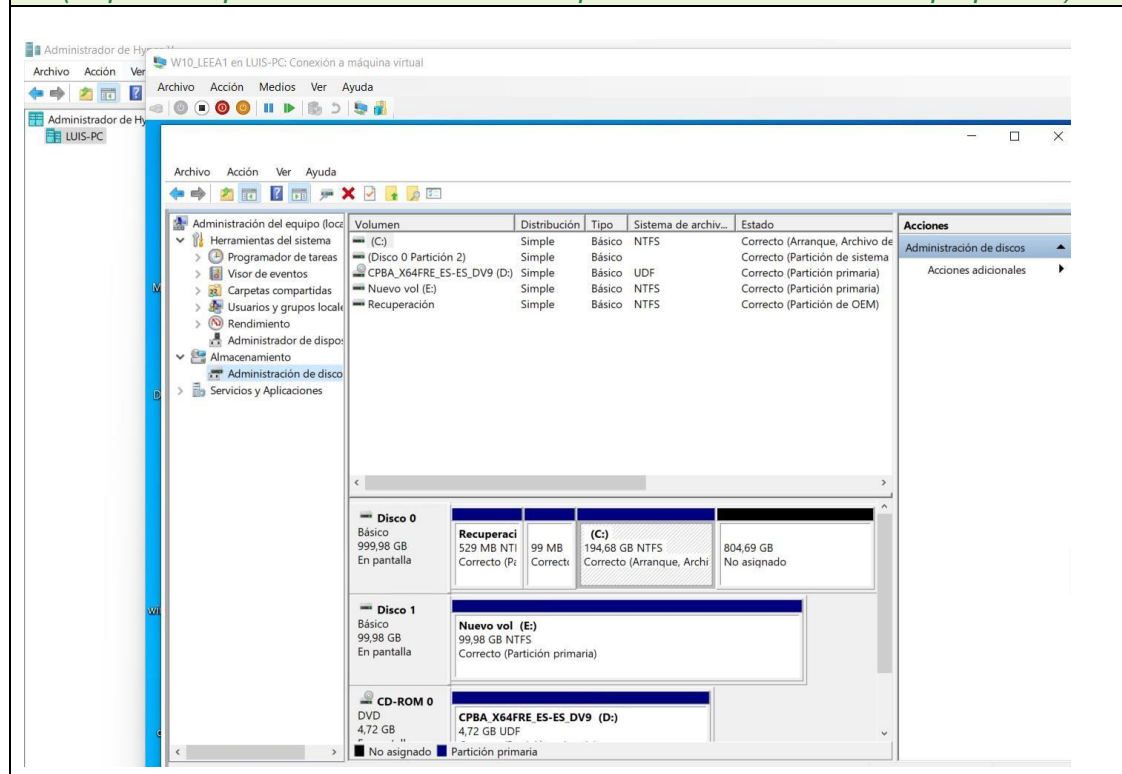 Administrador de Hy
Archivo Acción Ver
Administrador de Hy
LUIS-PC
W10_LEEA1 en LUIS-PC: Conexión a máquina virtual
Archivo Acción Medios Ver Ayuda
Archivo Acción Ver Ayuda
Administración del equipo (loca
Herramientas del sistema
Programador de tareas
Visor de eventos
Carpetas compartidas
Usuarios y grupos locale
Rendimiento
Administrador de dispos
Almacenamiento
Administración de disco
Servicios y Aplicaciones
Volumen Distribución Tipo Sistema de archiv... Estado
(C:) Simple Básico NTFS Correcto (Arranque, Archivo de
(Disco 0 Partición 2) Simple Básico Correcto (Partición de sistema
CPBA_X64FRE_ES-ES_DV9 (D:) Simple Básico UDF Correcto (Partición primaria)
Nuevo vol (E:) Simple Básico NTFS Correcto (Partición primaria)
Recuperación Simple Básico NTFS Correcto (Partición de OEM)
Acciones
Administración de discos
Acciones adicionales
Disco 0
Básico
999,98 GB
En pantalla
Recuperaci
529 MB NTI
Correcto (Pa
99 MB
Correcto
(C:)
194,68 GB NTFS
Correcto (Arranque, Archi
804,69 GB
No asignado
Disco 1
Básico
99,98 GB
En pantalla
Nuevo vol (E:)
99,98 GB NTFS
Correcto (Partición primaria)
CD-ROM 0
DVD
4,72 GB
CPBA_X64FRE_ES-ES_DV9 (D:)
4,72 GB UDF
No asignado Partición primaria